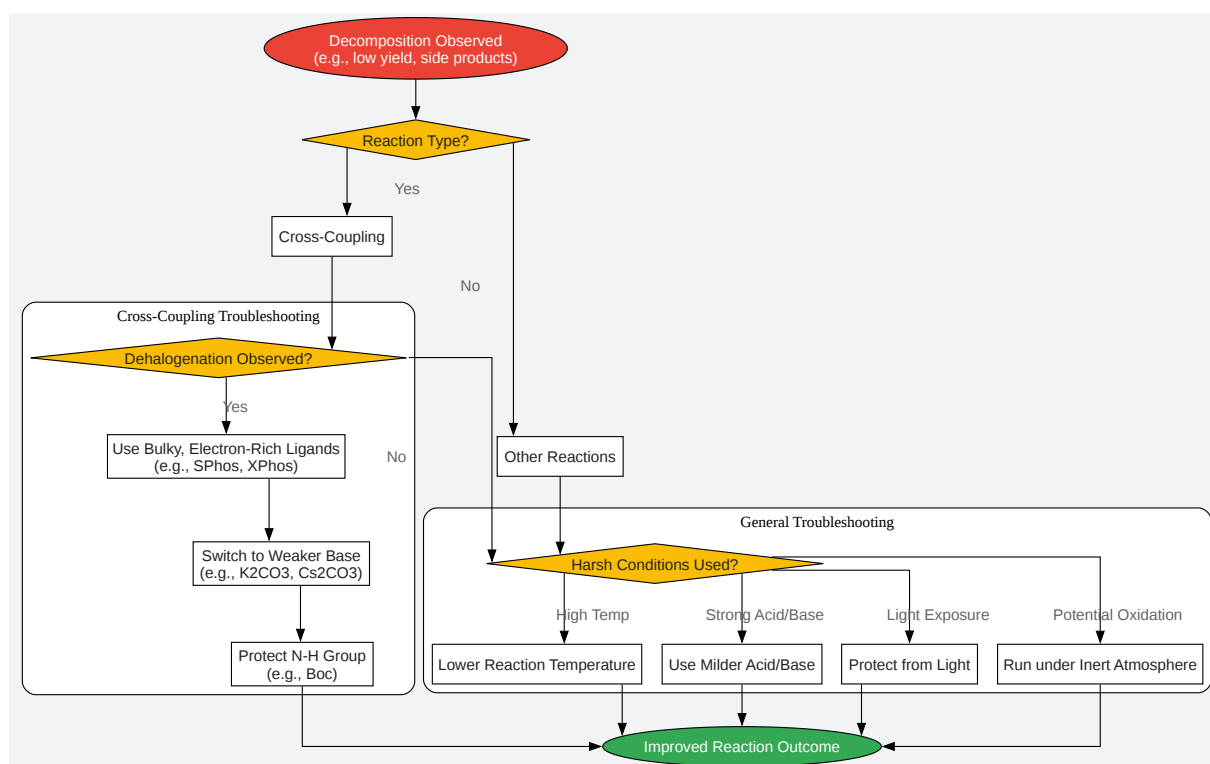 Decomposition Observed
(e.g., low yield, side products)
Reaction Type?
Yes
Cross-Coupling
No
Cross-Coupling Troubleshooting
Dehalogenation Observed?
Yes
Use Bulky, Electron-Rich Ligands
(e.g., SPhos, XPhos)
No
Other Reactions
Switch to Weaker Base
(e.g., K2CO3, Cs2CO3)
Protect N-H Group
(e.g., Boc)
General Troubleshooting
Harsh Conditions Used?
High Temp
Strong Acid/Base
Light Exposure
Potential Oxidation
Lower Reaction Temperature
Use Milder Acid/Base
Protect from Light
Run under Inert Atmosphere
Improved Reaction Outcome